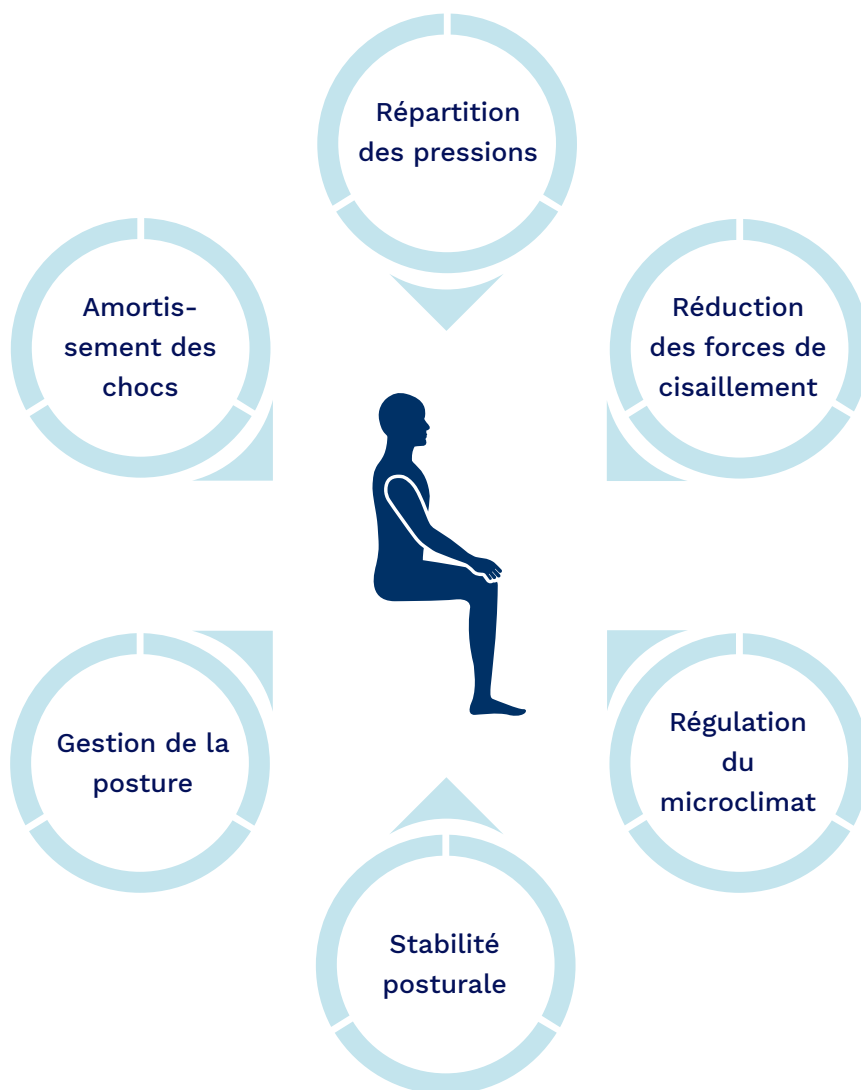 Répartition
des pressions
Amortis-
sement des
chocs
Réduction
des forces de
cisaillement
Gestion de la
posture
Régulation
du
microclimat
Stabilité
posturale